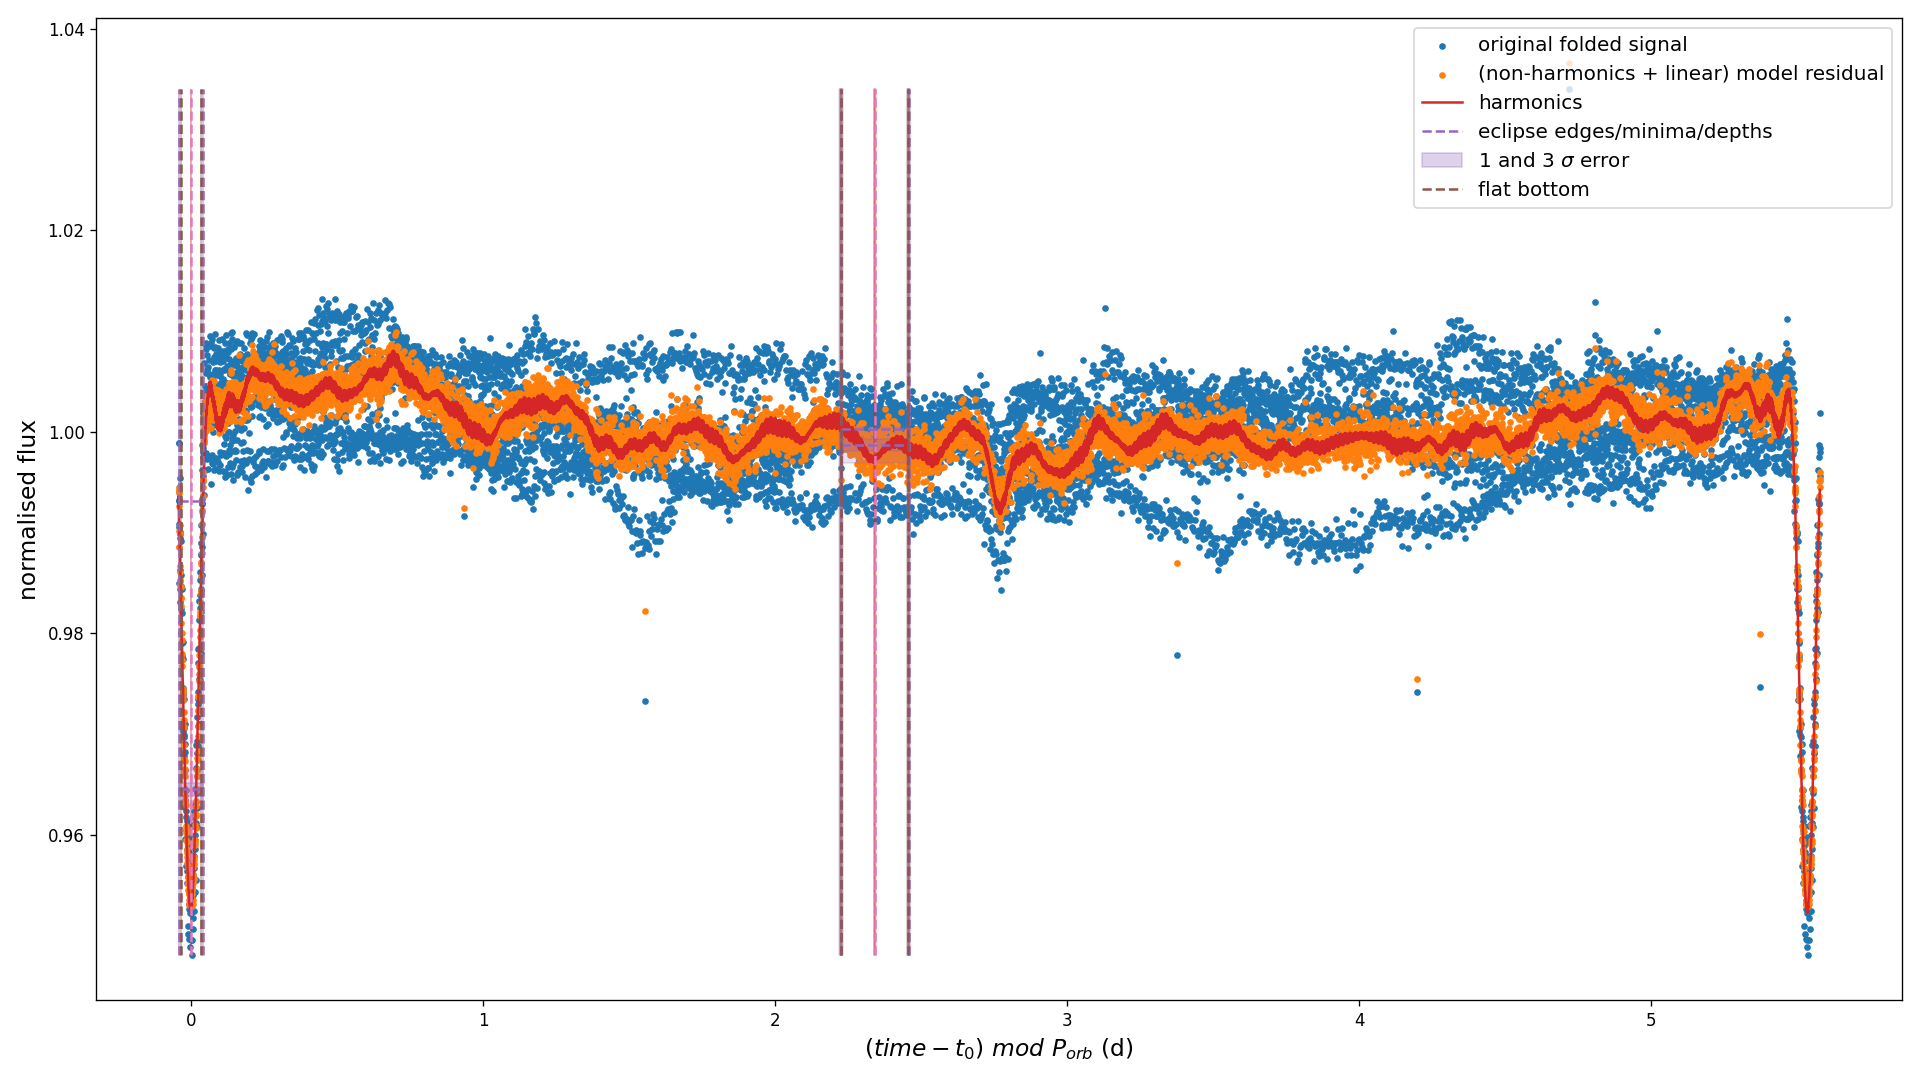 1.04
1.02
1.00
0.98
0.96
normalised flux
original folded signal
(non-harmonics + linear) model residual
harmonics
eclipse edges/minima/depths
1 and 3 σ error
flat bottom
0 1 2 3 4 5
(time − t₀) mod P_orb (d)